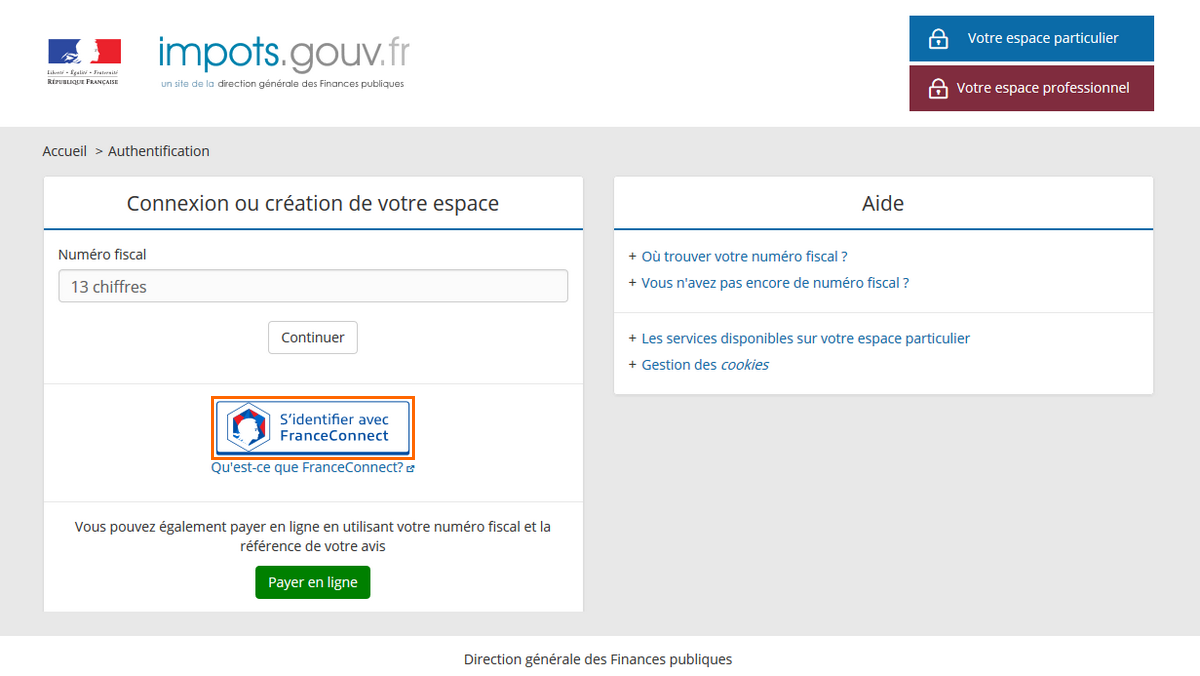 Liberté • Égalité • Fraternité
RÉPUBLIQUE FRANÇAISE
impots.gouv.fr
un site de la direction générale des Finances publiques
Votre espace particulier
Votre espace professionnel
Accueil > Authentification
Connexion ou création de votre espace
Numéro fiscal
13 chiffres
Continuer
S'identifier avec
FranceConnect
Qu'est-ce que FranceConnect?
Vous pouvez également payer en ligne en utilisant votre numéro fiscal et la
référence de votre avis
Payer en ligne
Aide
+ Où trouver votre numéro fiscal ?
+ Vous n'avez pas encore de numéro fiscal ?
+ Les services disponibles sur votre espace particulier
+ Gestion des cookies
Direction générale des Finances publiques